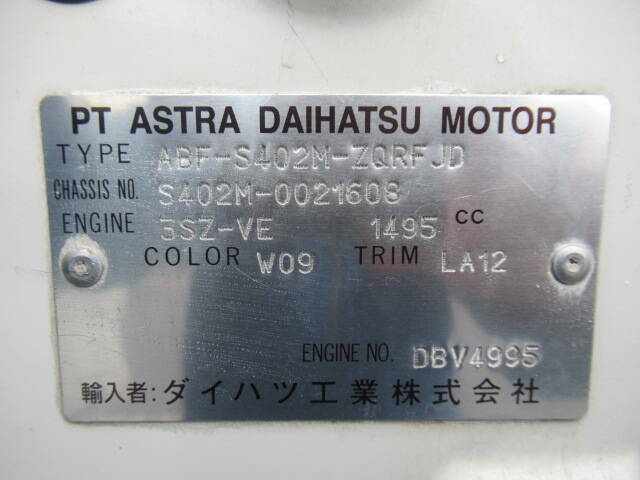 PT ASTRA DAIHATSU MOTOR
TYPE ABF-S402M-ZQRFJD
CHASSIS NO. S402M-0021608
ENGINE 3SZ-VE 1495 CC
COLOR W09 TRIM LA12
ENGINE NO. DBV4995
輸入者:ダイハツ工業株式会社